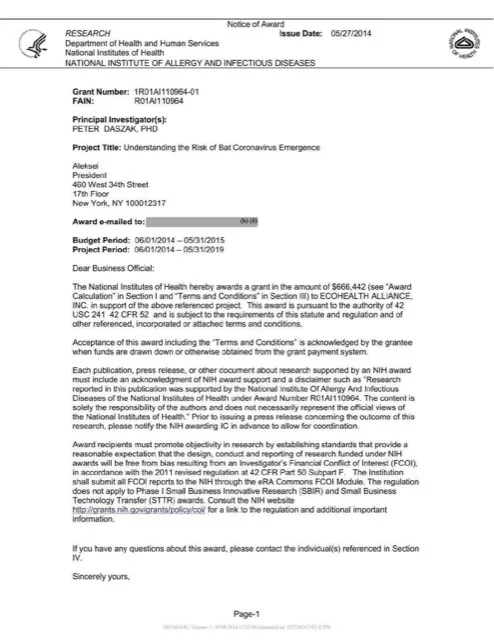 Notice of Award
RESEARCH Issue Date: 05/27/2014
Department of Health and Human Services
National Institutes of Health
NATIONAL INSTITUTE OF ALLERGY AND INFECTIOUS DISEASES
Grant Number: 1R01AI110964-01
FAIN: R01AI110964
Principal Investigator(s):
PETER DASZAK, PHD
Project Title: Understanding the Risk of Bat Coronavirus Emergence
Aleksei
President
460 West 34th Street
17th Floor
New York, NY 100012317
Award e-mailed to: (b) (6)
Budget Period: 06/01/2014 – 05/31/2015
Project Period: 06/01/2014 – 05/31/2019
Dear Business Official:
The National Institutes of Health hereby awards a grant in the amount of $666,442 (see "Award
Calculation" in Section I and "Terms and Conditions" in Section III) to ECOHEALTH ALLIANCE,
INC. in support of the above referenced project. This award is pursuant to the authority of 42
USC 241 42 CFR 52 and is subject to the requirements of this statute and regulation and of
other referenced, incorporated or attached terms and conditions.
Acceptance of this award including the "Terms and Conditions" is acknowledged by the grantee
when funds are drawn down or otherwise obtained from the grant payment system.
Each publication, press release, or other document about research supported by an NIH award
must include an acknowledgment of NIH award support and a disclaimer such as "Research
reported in this publication was supported by the National Institute Of Allergy And Infectious
Diseases of the National Institutes of Health under Award Number R01AI110964. The content is
solely the responsibility of the authors and does not necessarily represent the official views of
the National Institutes of Health." Prior to issuing a press release concerning the outcome of this
research, please notify the NIH awarding IC in advance to allow for coordination.
Award recipients must promote objectivity in research by establishing standards that provide a
reasonable expectation that the design, conduct and reporting of research funded under NIH
awards will be free from bias resulting from an Investigator's Financial Conflict of Interest (FCOI),
in accordance with the 2011 revised regulation at 42 CFR Part 50 Subpart F. The Institution
shall submit all FCOI reports to the NIH through the eRA Commons FCOI Module. The regulation
does not apply to Phase I Small Business Innovative Research (SBIR) and Small Business
Technology Transfer (STTR) awards. Consult the NIH website
http://grants.nih.gov/grants/policy/coi/ for a link to the regulation and additional important
information.
If you have any questions about this award, please contact the individual(s) referenced in Section
IV.
Sincerely yours,
Page-1